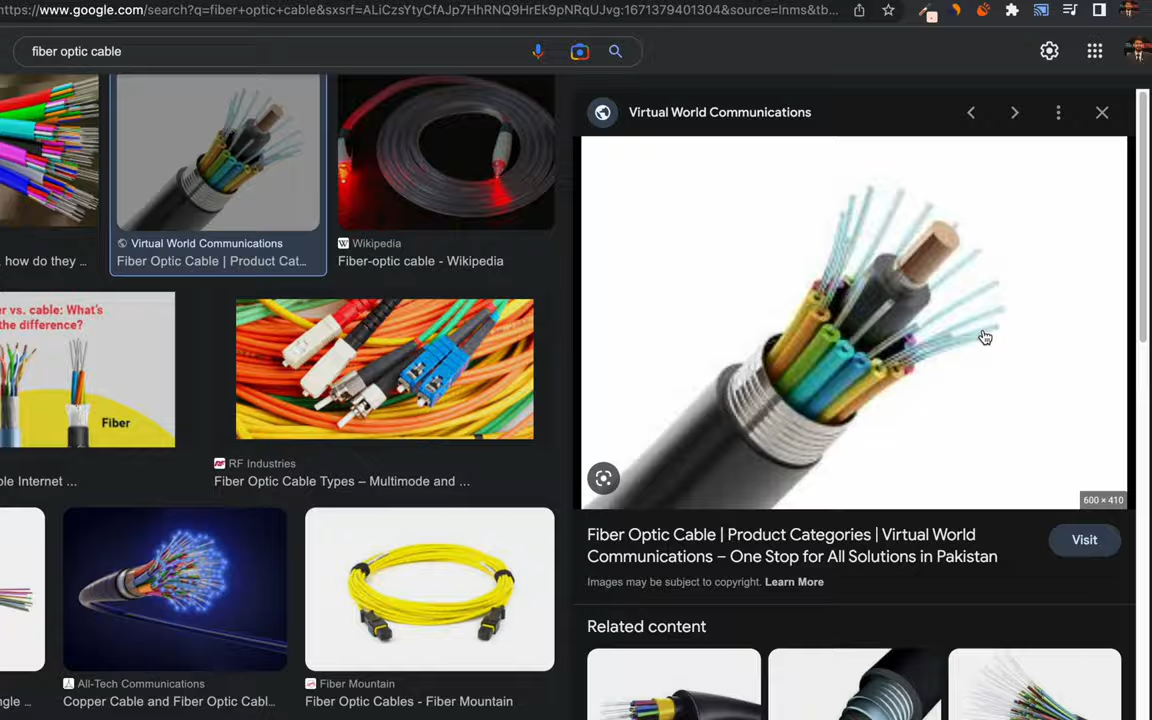 https://www.google.com/search?q=fiber+optic+cable&sxsrf=ALiCzsYtyCfAJp7HhRNQ9HrEk9pNRqUJvg:1671379401304&source=lnms&tb...
fiber optic cable
Virtual World Communications
Virtual World Communications
Wikipedia
, how do they ...
Fiber Optic Cable | Product Cat...
Fiber-optic cable - Wikipedia
er vs. cable: What's
the difference?
Fiber
600 × 410
RF Industries
ble Internet ...
Fiber Optic Cable Types – Multimode and ...
Fiber Optic Cable | Product Categories | Virtual World
Communications – One Stop for All Solutions in Pakistan
Visit
Images may be subject to copyright. Learn More
Related content
All-Tech Communications
Fiber Mountain
ngle ...
Copper Cable and Fiber Optic Cabl...
Fiber Optic Cables - Fiber Mountain